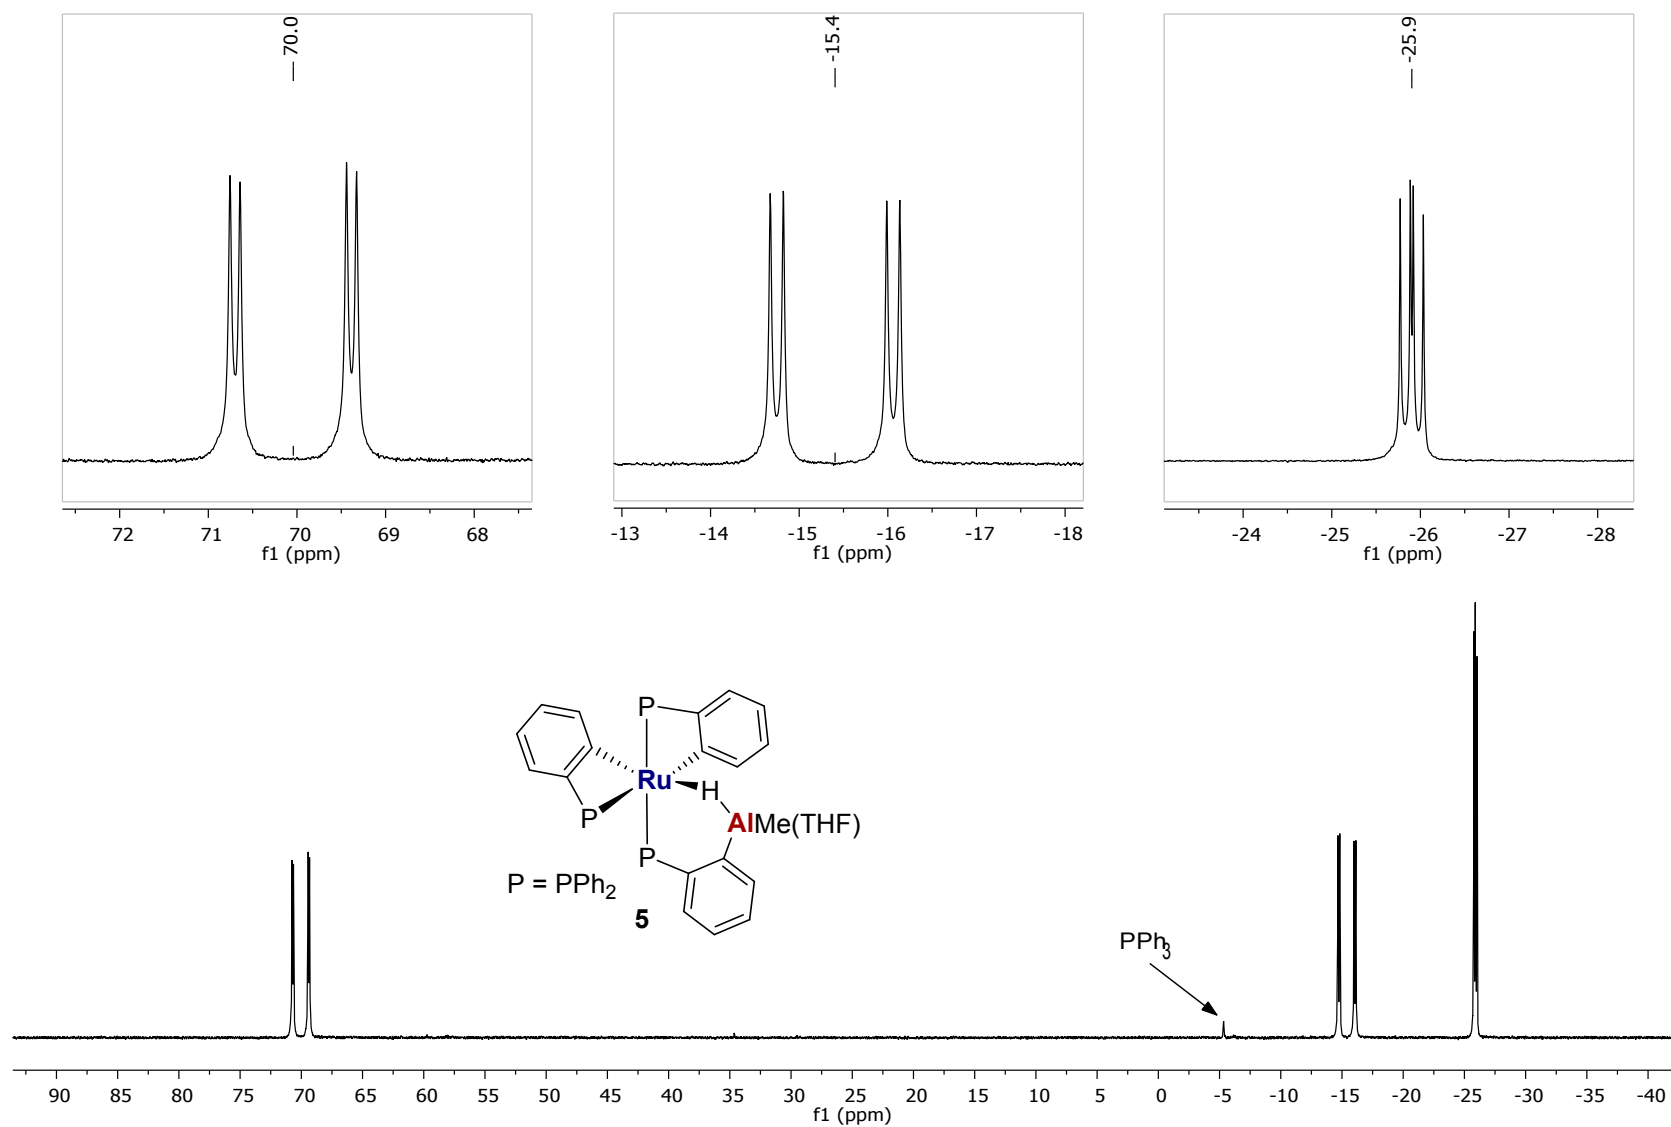 70.0
-15.4
-25.9
72 71 70 69 68
f1 (ppm)
-13 -14 -15 -16 -17 -18
f1 (ppm)
-24 -25 -26 -27 -28
f1 (ppm)
P
Ru
H
P
AlMe(THF)
P
P = PPh2
5
PPh3
90 85 80 75 70 65 60 55 50 45 40 35 30 25 20 15 10 5 0 -5 -10 -15 -20 -25 -30 -35 -40
f1 (ppm)